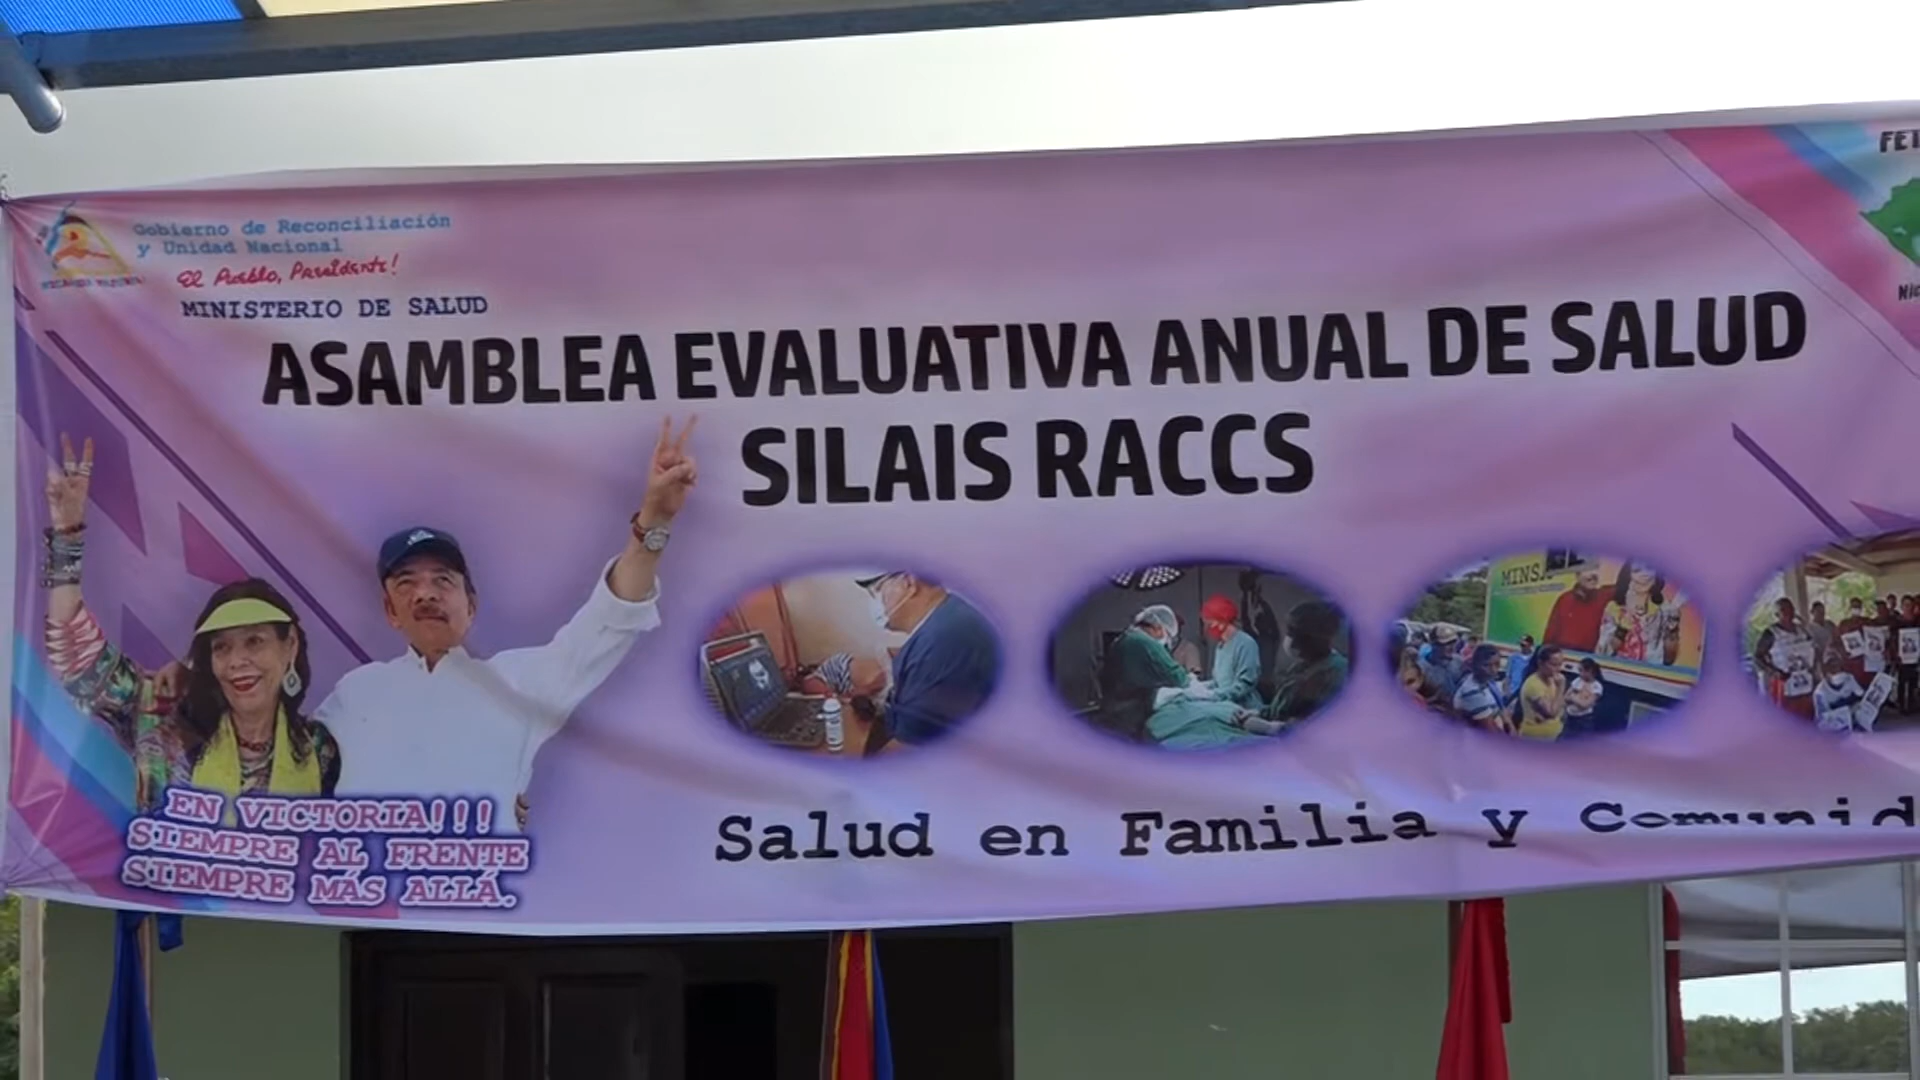 Gobierno de Reconciliación
y Unidad Nacional
El Pueblo, Presidente!
MINISTERIO DE SALUD
ASAMBLEA EVALUATIVA ANUAL DE SALUD
SILAIS RACCS
MINSA
EN VICTORIA!!!
SIEMPRE AL FRENTE
SIEMPRE MÁS ALLÁ.
Salud en Familia y Comunid